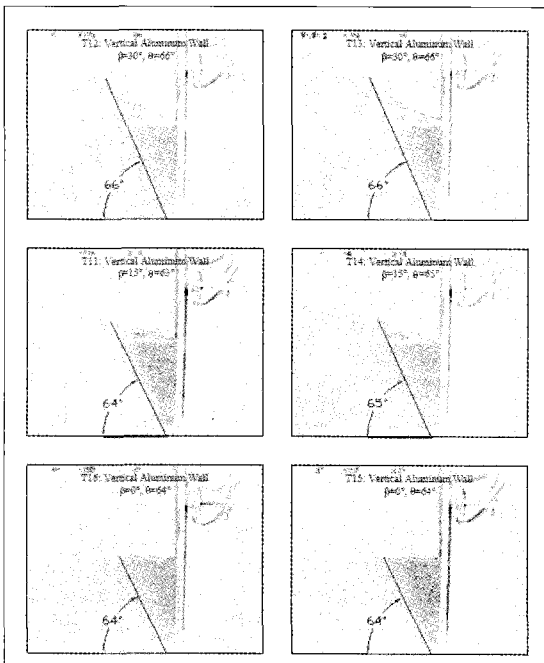 T12: Vertical Aluminum Wall
β=30°, θ=66°
66°
T13: Vertical Aluminum Wall
β=30°, θ=66°
66°
T11: Vertical Aluminum Wall
β=15°, θ=63°
64°
T14: Vertical Aluminum Wall
β=15°, θ=65°
65°
T16: Vertical Aluminum Wall
β=0°, θ=64°
64°
T15: Vertical Aluminum Wall
β=0°, θ=64°
64°